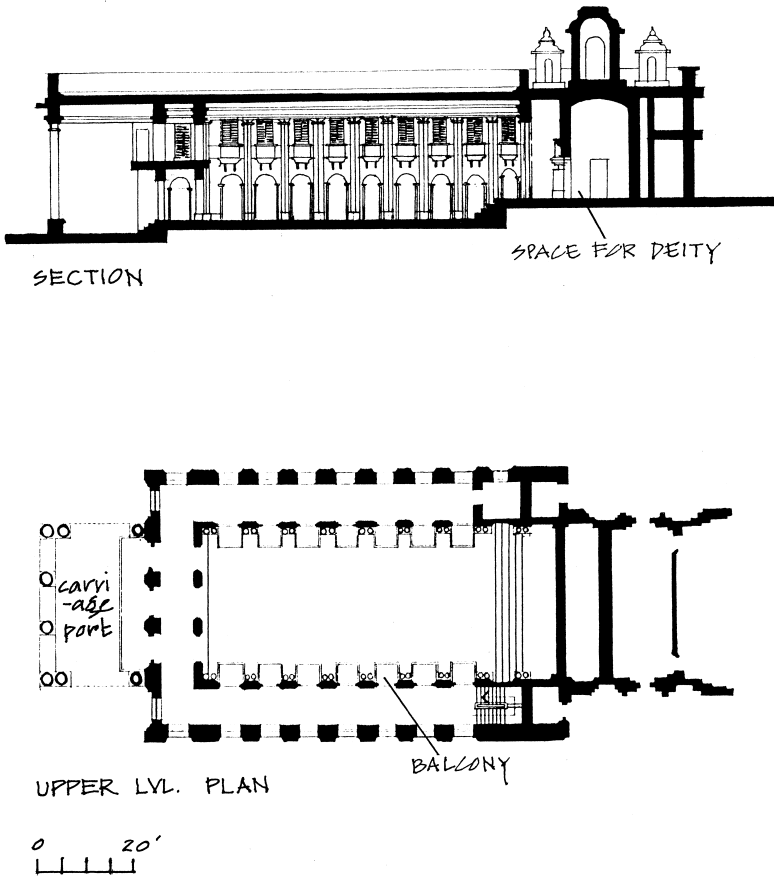 SPACE FOR DEITY
SECTION
carri
-age
port
BALCONY
UPPER LVL. PLAN
0 20'